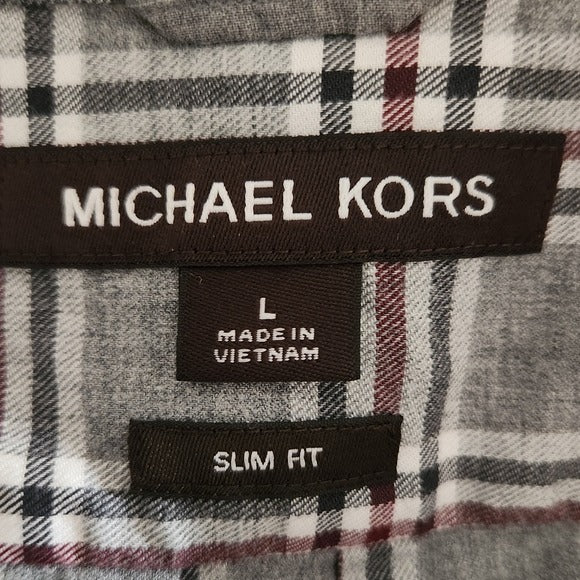 MICHAEL KORS
L
MADE IN
VIETNAM
SLIM FIT